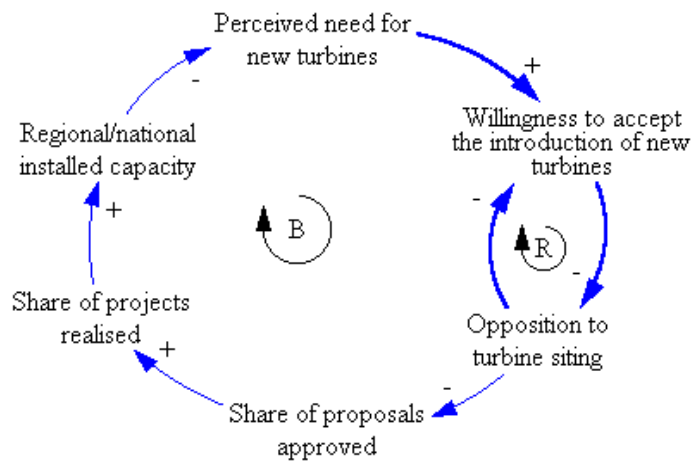 Perceived need for
new turbines
+
Willingness to accept
the introduction of new
turbines
-
R
-
Opposition to
turbine siting
-
Share of proposals
approved
+
Share of projects
realised
+
Regional/national
installed capacity
-
B